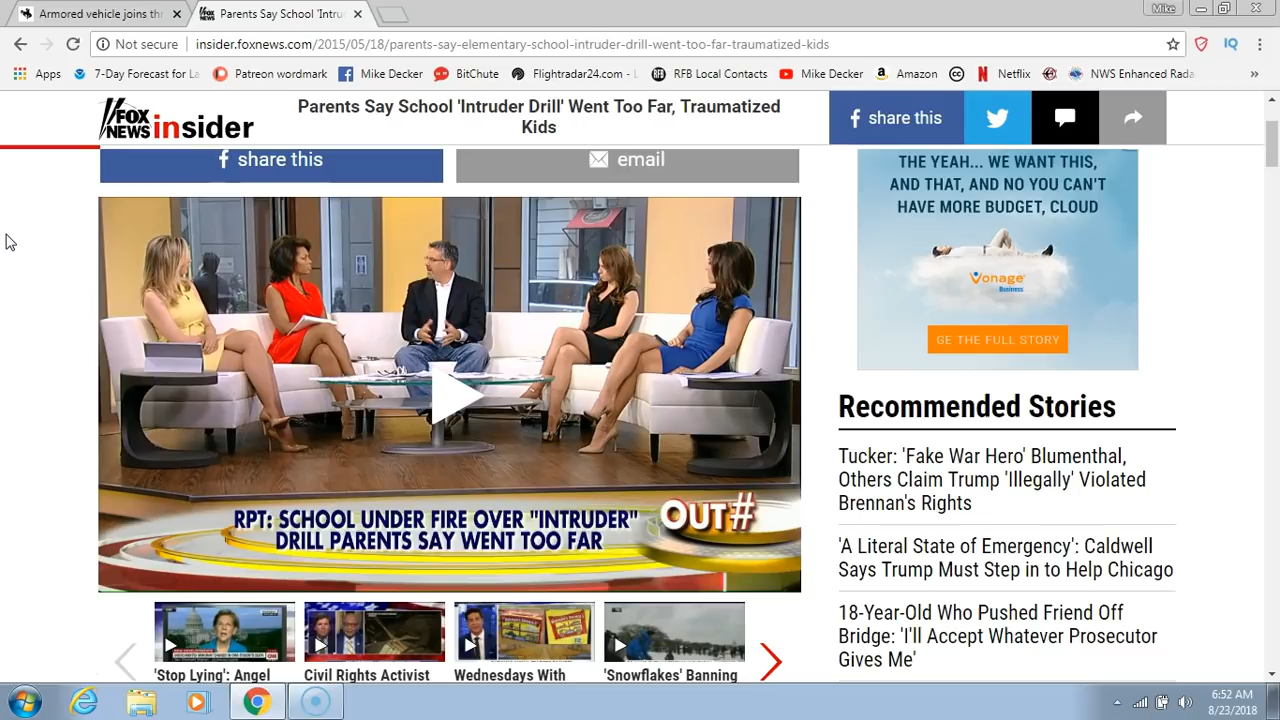 Armored vehicle joins thr
Parents Say School 'Intru
Mike
Not secure
insider.foxnews.com/2015/05/18/parents-say-elementary-school-intruder-drill-went-too-far-traumatized-kids
IQ
Apps
7-Day Forecast for La
Patreon wordmark
Mike Decker
BitChute
Flightradar24.com - L
RFB Local Contacts
Mike Decker
Amazon
Netflix
NWS Enhanced Rada
FOX
NEWS insider
Parents Say School 'Intruder Drill' Went Too Far, Traumatized
Kids
share this
share this
email
THE YEAH... WE WANT THIS,
AND THAT, AND NO YOU CAN'T
HAVE MORE BUDGET, CLOUD
Vonage
Business
GE THE FULL STORY
RPT: SCHOOL UNDER FIRE OVER "INTRUDER"
DRILL PARENTS SAY WENT TOO FAR
OUT#
Recommended Stories
Tucker: 'Fake War Hero' Blumenthal,
Others Claim Trump 'Illegally' Violated
Brennan's Rights
'A Literal State of Emergency': Caldwell
Says Trump Must Step in to Help Chicago
18-Year-Old Who Pushed Friend Off
Bridge: 'I'll Accept Whatever Prosecutor
Gives Me'
'Stop Lying': Angel
Civil Rights Activist
Wednesdays With
'Snowflakes' Banning
6:52 AM
8/23/2018